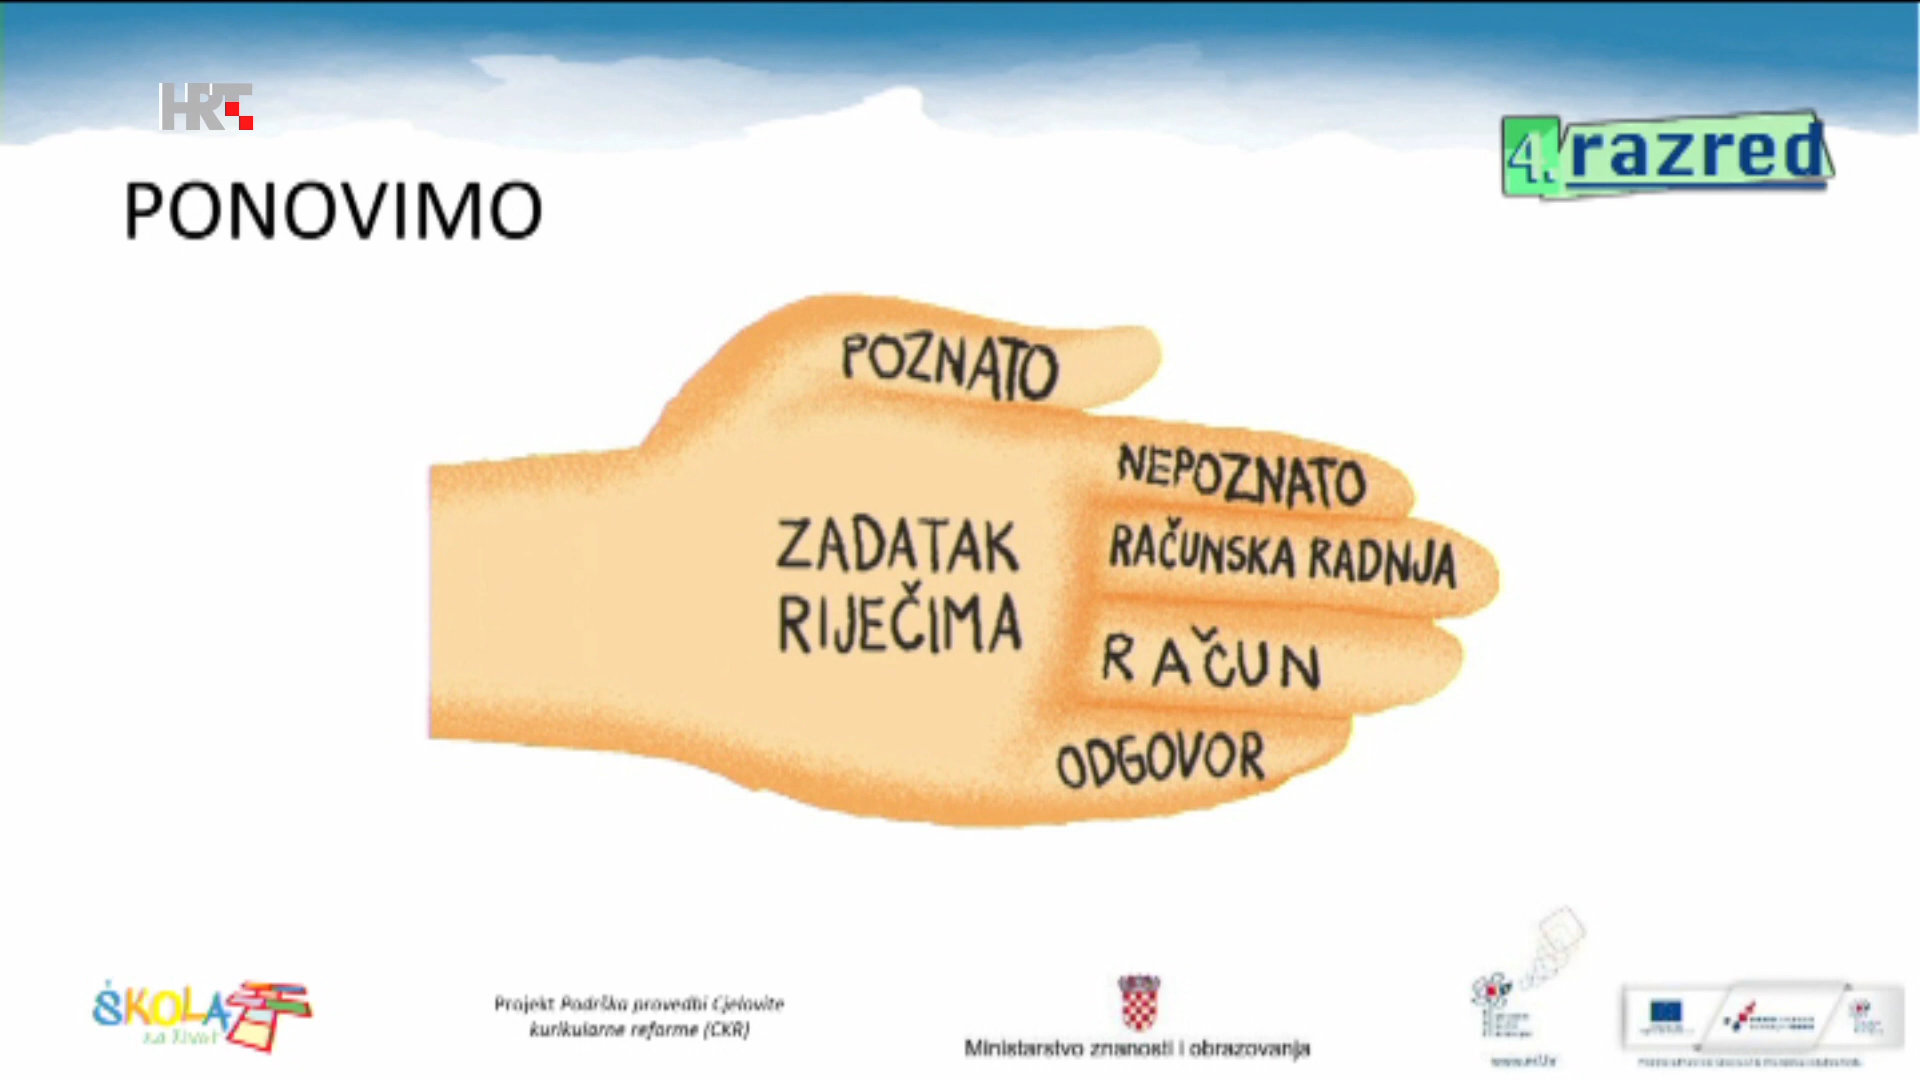 HRT
4. razred
PONOVIMO
POZNATO
NEPOZNATO
ZADATAK
RIJEČIMA
RAČUNSKA RADNJA
RAČUN
ODGOVOR
ŠKOLA
za život
Projekt Podrška provedbi Cjelovite
kurikularne reforme (CKR)
Ministarstvo znanosti i obrazovanja